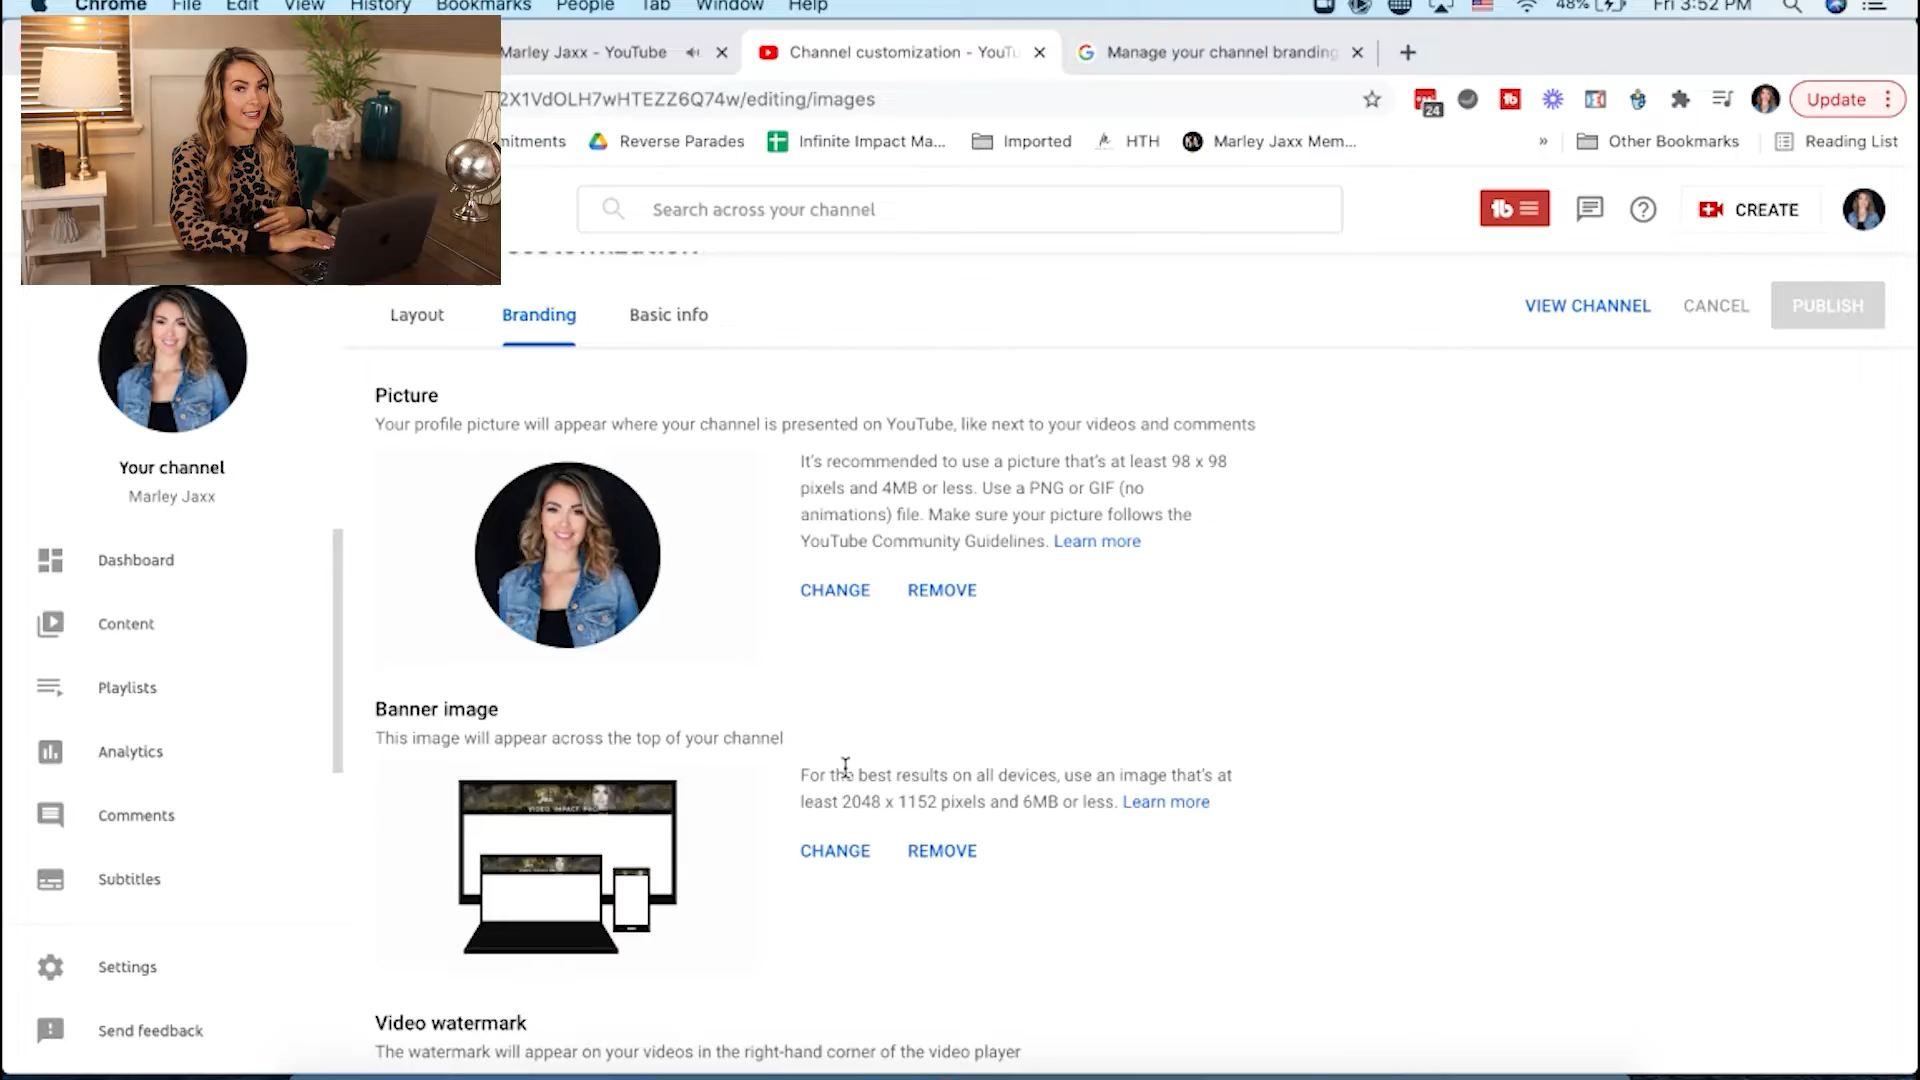 Chrome File Edit View History Bookmarks People Tab Window Help 48% Fri 3:52 PM
Marley Jaxx - YouTube Channel customization - YouTu Manage your channel branding
2X1VdOLH7wHTEZZ6Q74w/editing/images 24 Update
mitments Reverse Parades Infinite Impact Ma... Imported HTH Marley Jaxx Mem... » Other Bookmarks Reading List
Search across your channel CREATE
Layout Branding Basic info VIEW CHANNEL CANCEL PUBLISH
Your channel
Marley Jaxx
Dashboard
Content
Playlists
Analytics
Comments
Subtitles
Settings
Send feedback
Picture
Your profile picture will appear where your channel is presented on YouTube, like next to your videos and comments
It's recommended to use a picture that's at least 98 x 98
pixels and 4MB or less. Use a PNG or GIF (no
animations) file. Make sure your picture follows the
YouTube Community Guidelines. Learn more
CHANGE REMOVE
Banner image
This image will appear across the top of your channel
VIDEO IMPACT
For the best results on all devices, use an image that's at
least 2048 x 1152 pixels and 6MB or less. Learn more
CHANGE REMOVE
Video watermark
The watermark will appear on your videos in the right-hand corner of the video player